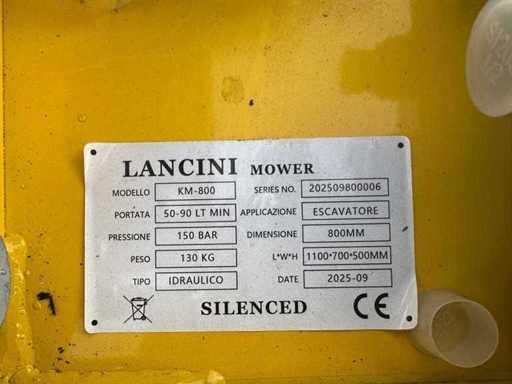 LANCINI MOWER
MODELLO KM-800 SERIES NO. 202509800006
PORTATA 50-90 LT MIN APPLICAZIONE ESCAVATORE
PRESSIONE 150 BAR DIMENSIONE 800MM
PESO 130 KG L*W*H 1100*700*500MM
TIPO IDRAULICO DATE 2025-09
SILENCED CE